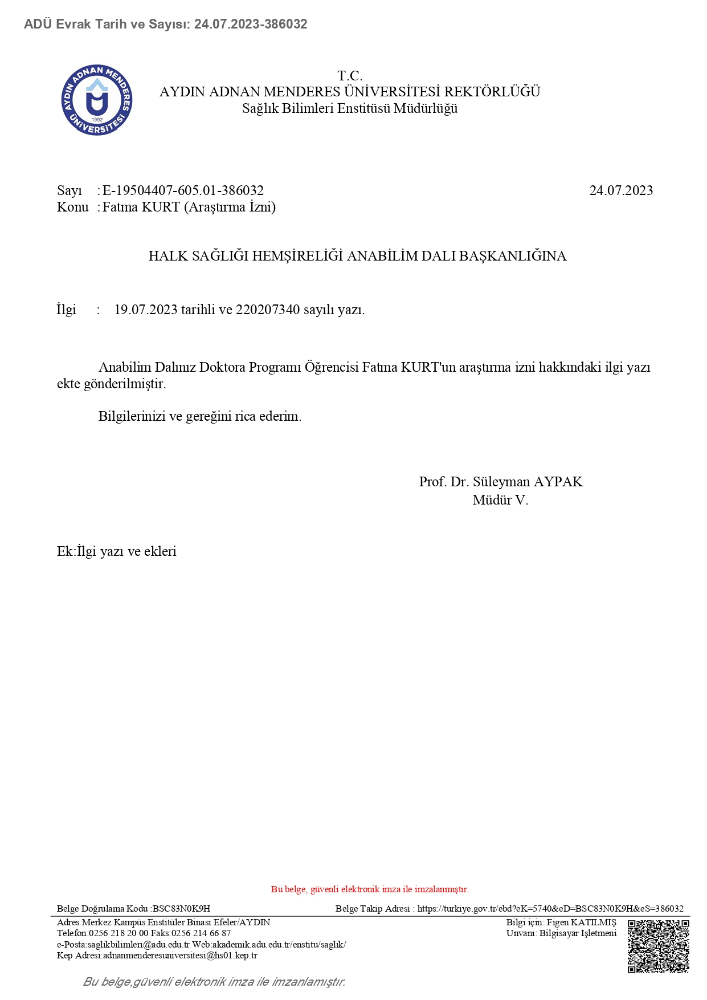 ADÜ Evrak Tarih ve Sayısı: 24.07.2023-386032
AYDIN ADNAN MENDERES
ÜNİVERSİTESİ
1992
T.C.
AYDIN ADNAN MENDERES ÜNİVERSİTESİ REKTÖRLÜĞÜ
Sağlık Bilimleri Enstitüsü Müdürlüğü
Sayı :E-19504407-605.01-386032 24.07.2023
Konu :Fatma KURT (Araştırma İzni)
HALK SAĞLIĞI HEMŞİRELİĞİ ANABİLİM DALI BAŞKANLIĞINA
İlgi : 19.07.2023 tarihli ve 220207340 sayılı yazı.
Anabilim Dalınız Doktora Programı Öğrencisi Fatma KURT'un araştırma izni hakkındaki ilgi yazı
ekte gönderilmiştir.
Bilgilerinizi ve gereğini rica ederim.
Prof. Dr. Süleyman AYPAK
Müdür V.
Ek:İlgi yazı ve ekleri
Bu belge, güvenli elektronik imza ile imzalanmıştır.
Belge Doğrulama Kodu :BSC83N0K9H Belge Takip Adresi : https://turkiye.gov.tr/ebd?eK=5740&eD=BSC83N0K9H&eS=386032
Adres:Merkez Kampüs Enstitüler Binası Efeler/AYDIN Bilgi için: Figen KATILMIŞ
Telefon:0256 218 20 00 Faks:0256 214 66 87 Unvanı: Bilgisayar İşletmeni
e-Posta:saglikbilimleri@adu.edu.tr Web:akademik.adu.edu.tr/enstitu/saglik/
Kep Adresi:adnanmenderesuniversitesi@hs01.kep.tr
Bu belge,güvenli elektronik imza ile imzanlamıştır.